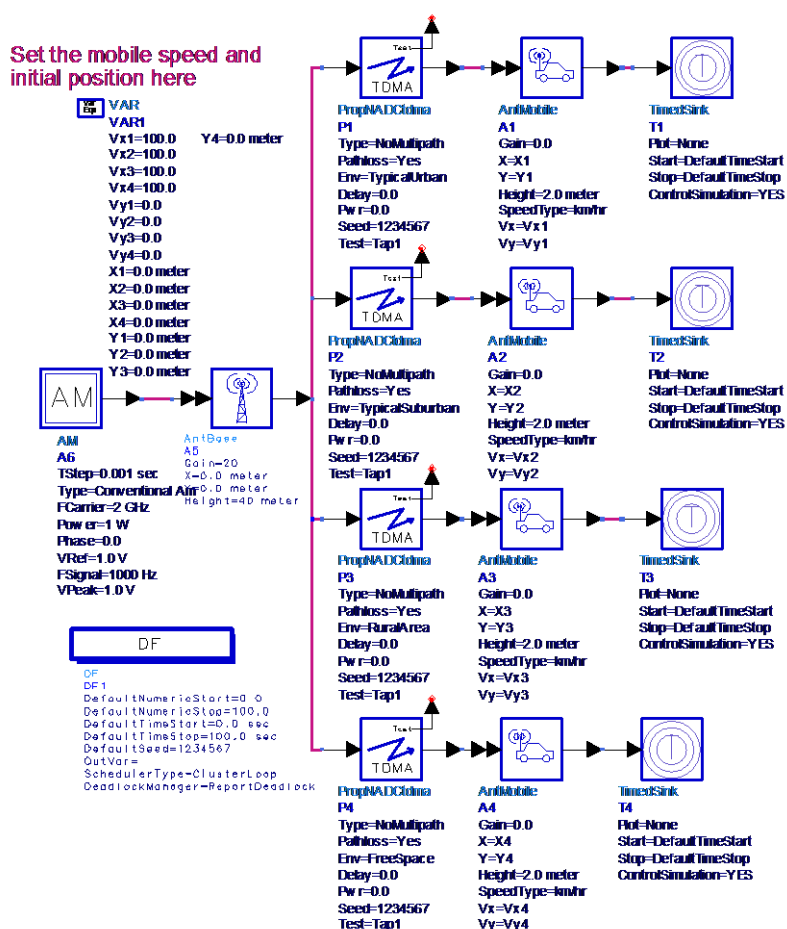 Set the mobile speed and
initial position here
Var
Eqn
VAR
VAR1
Vx1=100.0 Y4=0.0 meter
Vx2=100.0
Vx3=100.0
Vx4=100.0
Vy1=0.0
Vy2=0.0
Vy3=0.0
Vy4=0.0
X1=0.0 meter
X2=0.0 meter
X3=0.0 meter
X4=0.0 meter
Y1=0.0 meter
Y2=0.0 meter
Y3=0.0 meter
AM
AM
A6
TStep=0.001 sec
Type=Conventional Am
FCarrier=2 GHz
Power=1 W
Phase=0.0
VRef=1.0 V
FSignal=1000 Hz
VPeak=1.0 V
AntBase
A5
Gain=20
X=0.0 meter
Y=0.0 meter
Height=40 meter
DF
DF
DF1
DefaultNumericStart=0.0
DefaultNumericStop=100.0
DefaultTimeStart=0.0 sec
DefaultTimeStop=100.0 sec
DefaultSeed=1234567
OutVar=
SchedulerType=ClusterLoop
DeadlockManager=ReportDeadlock
Test
TDMA
PropNADCtdma
P1
Type=NoMultipath
Pathloss=Yes
Env=TypicalUrban
Delay=0.0
Pwr=0.0
Seed=1234567
Test=Tap1
AntMobile
A1
Gain=0.0
X=X1
Y=Y1
Height=2.0 meter
SpeedType=km/hr
Vx=Vx1
Vy=Vy1
T
TimedSink
T1
Plot=None
Start=DefaultTimeStart
Stop=DefaultTimeStop
ControlSimulation=YES
Test
TDMA
PropNADCtdma
P2
Type=NoMultipath
Pathloss=Yes
Env=TypicalSuburban
Delay=0.0
Pwr=0.0
Seed=1234567
Test=Tap1
AntMobile
A2
Gain=0.0
X=X2
Y=Y2
Height=2.0 meter
SpeedType=km/hr
Vx=Vx2
Vy=Vy2
T
TimedSink
T2
Plot=None
Start=DefaultTimeStart
Stop=DefaultTimeStop
ControlSimulation=YES
Test
TDMA
PropNADCtdma
P3
Type=NoMultipath
Pathloss=Yes
Env=RuralArea
Delay=0.0
Pwr=0.0
Seed=1234567
Test=Tap1
AntMobile
A3
Gain=0.0
X=X3
Y=Y3
Height=2.0 meter
SpeedType=km/hr
Vx=Vx3
Vy=Vy3
T
TimedSink
T3
Plot=None
Start=DefaultTimeStart
Stop=DefaultTimeStop
ControlSimulation=YES
Test
TDMA
PropNADCtdma
P4
Type=NoMultipath
Pathloss=Yes
Env=FreeSpace
Delay=0.0
Pwr=0.0
Seed=1234567
Test=Tap1
AntMobile
A4
Gain=0.0
X=X4
Y=Y4
Height=2.0 meter
SpeedType=km/hr
Vx=Vx4
Vy=Vy4
T
TimedSink
T4
Plot=None
Start=DefaultTimeStart
Stop=DefaultTimeStop
ControlSimulation=YES